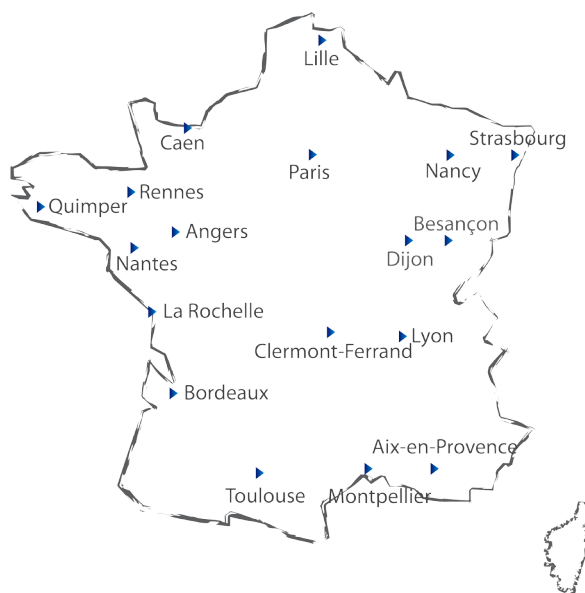 Lille
Caen
Strasbourg
Paris
Nancy
Rennes
Quimper
Angers
Besançon
Nantes
Dijon
La Rochelle
Clermont-Ferrand
Lyon
Bordeaux
Aix-en-Provence
Toulouse
Montpellier